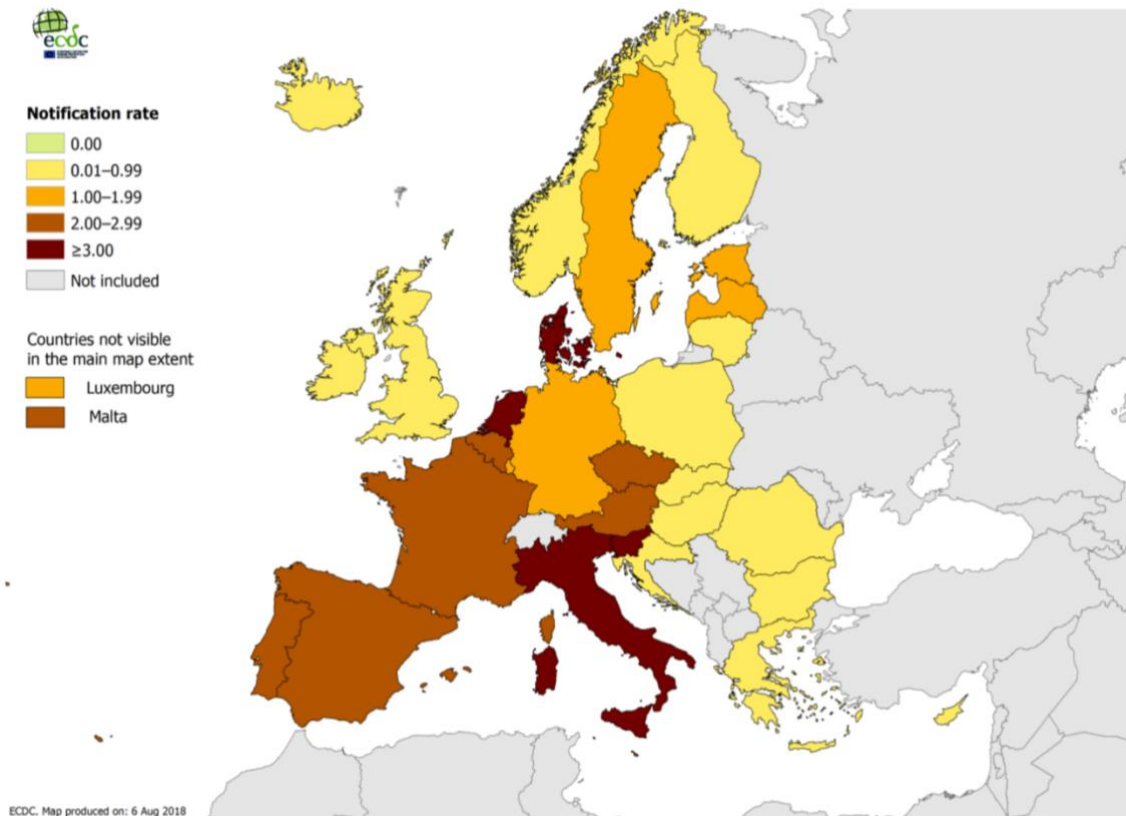 ecdc
Notification rate
0.00
0.01–0.99
1.00–1.99
2.00–2.99
≥3.00
Not included
Countries not visible
in the main map extent
Luxembourg
Malta
ECDC. Map produced on: 6 Aug 2018